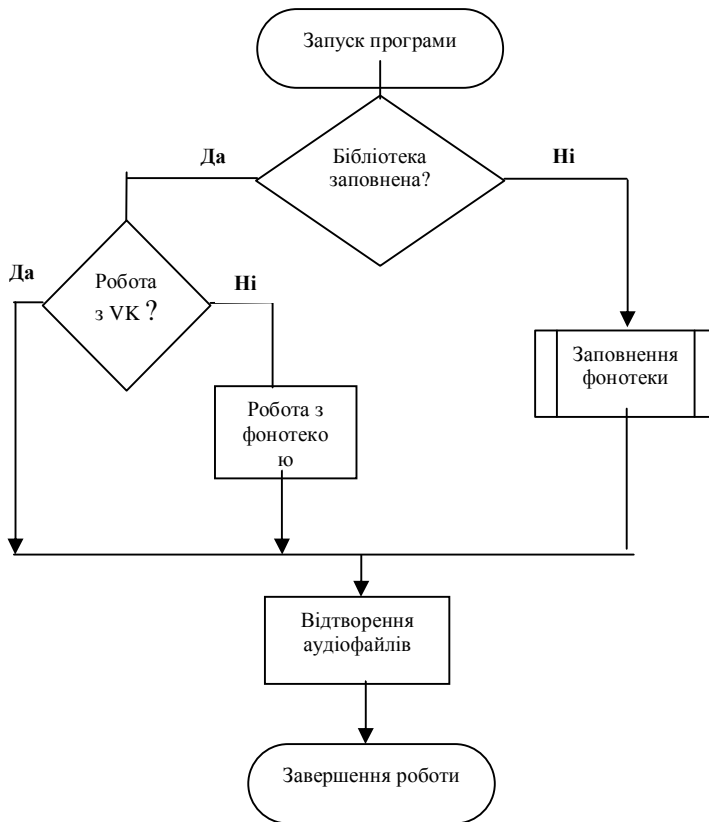 Запуск програми
Да
Бібліотека
заповнена?
Ні
Да
Робота
з VK ?
Ні
Заповнення
фонотеки
Робота з
фонотеко
ю
Відтворення
аудіофайлів
Завершення роботи